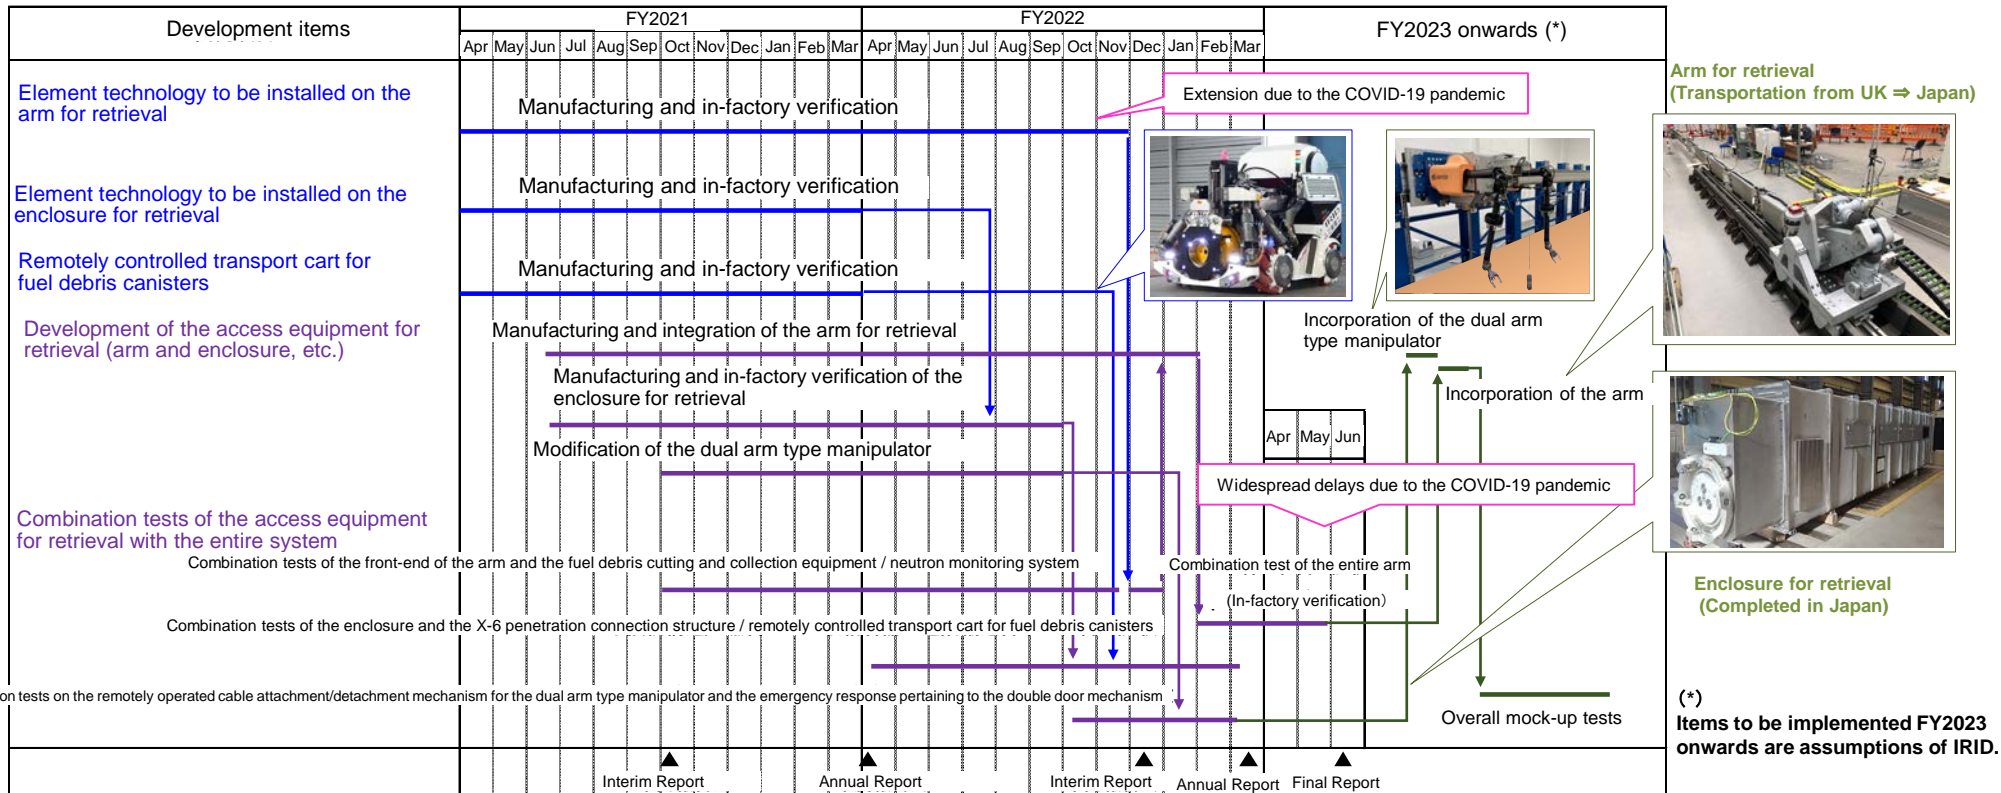 Development items
FY2021
FY2022
FY2023 onwards (*)
Apr May Jun Jul Aug Sep Oct Nov Dec Jan Feb Mar Apr May Jun Jul Aug Sep Oct Nov Dec Jan Feb Mar
Element technology to be installed on the
arm for retrieval
Manufacturing and in-factory verification
Extension due to the COVID-19 pandemic
Arm for retrieval
(Transportation from UK ⇒ Japan)
Element technology to be installed on the
enclosure for retrieval
Manufacturing and in-factory verification
Remotely controlled transport cart for
fuel debris canisters
Manufacturing and in-factory verification
Development of the access equipment for
retrieval (arm and enclosure, etc.)
Manufacturing and integration of the arm for retrieval
Incorporation of the dual arm
type manipulator
Manufacturing and in-factory verification of the
enclosure for retrieval
Incorporation of the arm
Modification of the dual arm type manipulator
Apr May Jun
Widespread delays due to the COVID-19 pandemic
Combination tests of the access equipment
for retrieval with the entire system
Combination tests of the front-end of the arm and the fuel debris cutting and collection equipment / neutron monitoring system
Combination test of the entire arm
(In-factory verification)
Enclosure for retrieval
(Completed in Japan)
Combination tests of the enclosure and the X-6 penetration connection structure / remotely controlled transport cart for fuel debris canisters
on tests on the remotely operated cable attachment/detachment mechanism for the dual arm type manipulator and the emergency response pertaining to the double door mechanism
Overall mock-up tests
(*)
Items to be implemented FY2023
onwards are assumptions of IRID.
Interim Report
Annual Report
Interim Report
Annual Report
Final Report